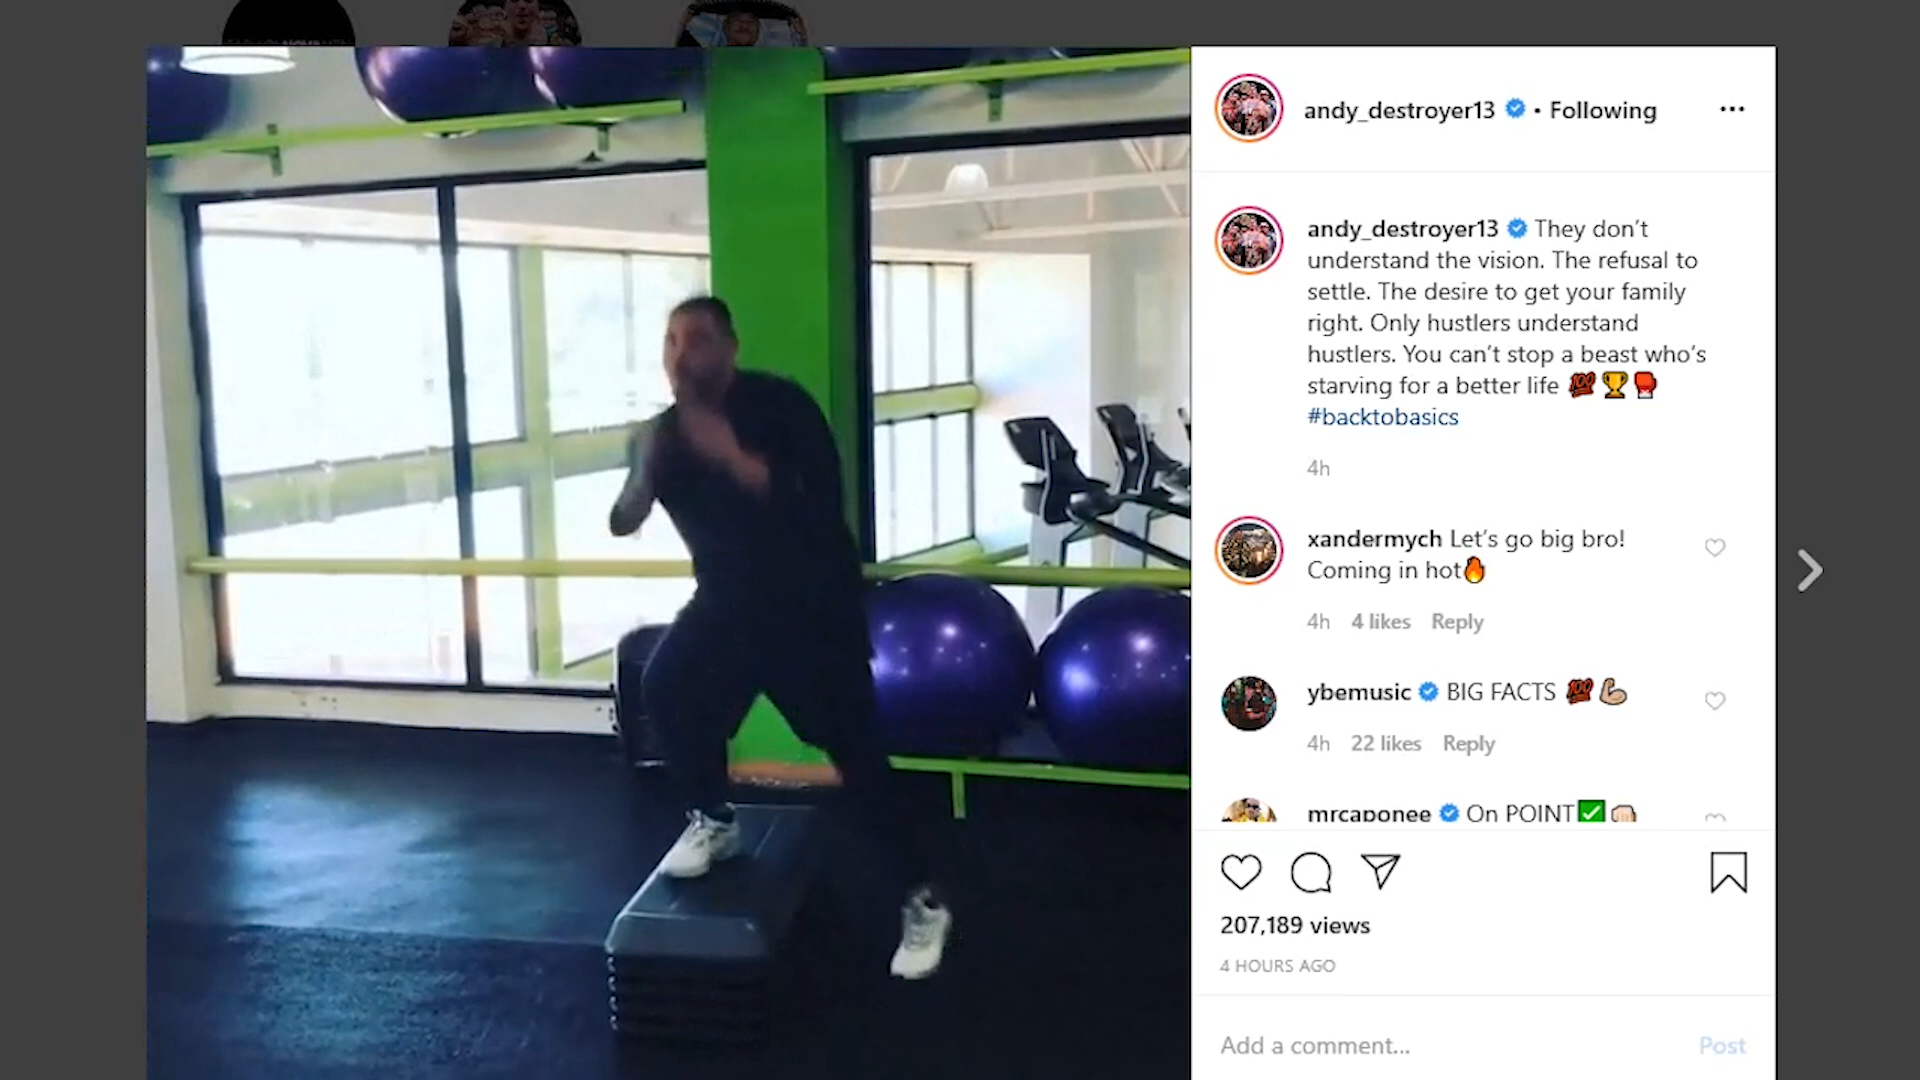 andy_destroyer13 • Following
andy_destroyer13 They don’t
understand the vision. The refusal to
settle. The desire to get your family
right. Only hustlers understand
hustlers. You can’t stop a beast who’s
starving for a better life 💯🏆🥊
#backtobasics
4h
xandermych Let’s go big bro!
Coming in hot🔥
4h 4 likes Reply
ybemusic BIG FACTS 💯💪🏼
4h 22 likes Reply
mrcaponee On POINT✅👊🏼
207,189 views
4 HOURS AGO
Add a comment... Post